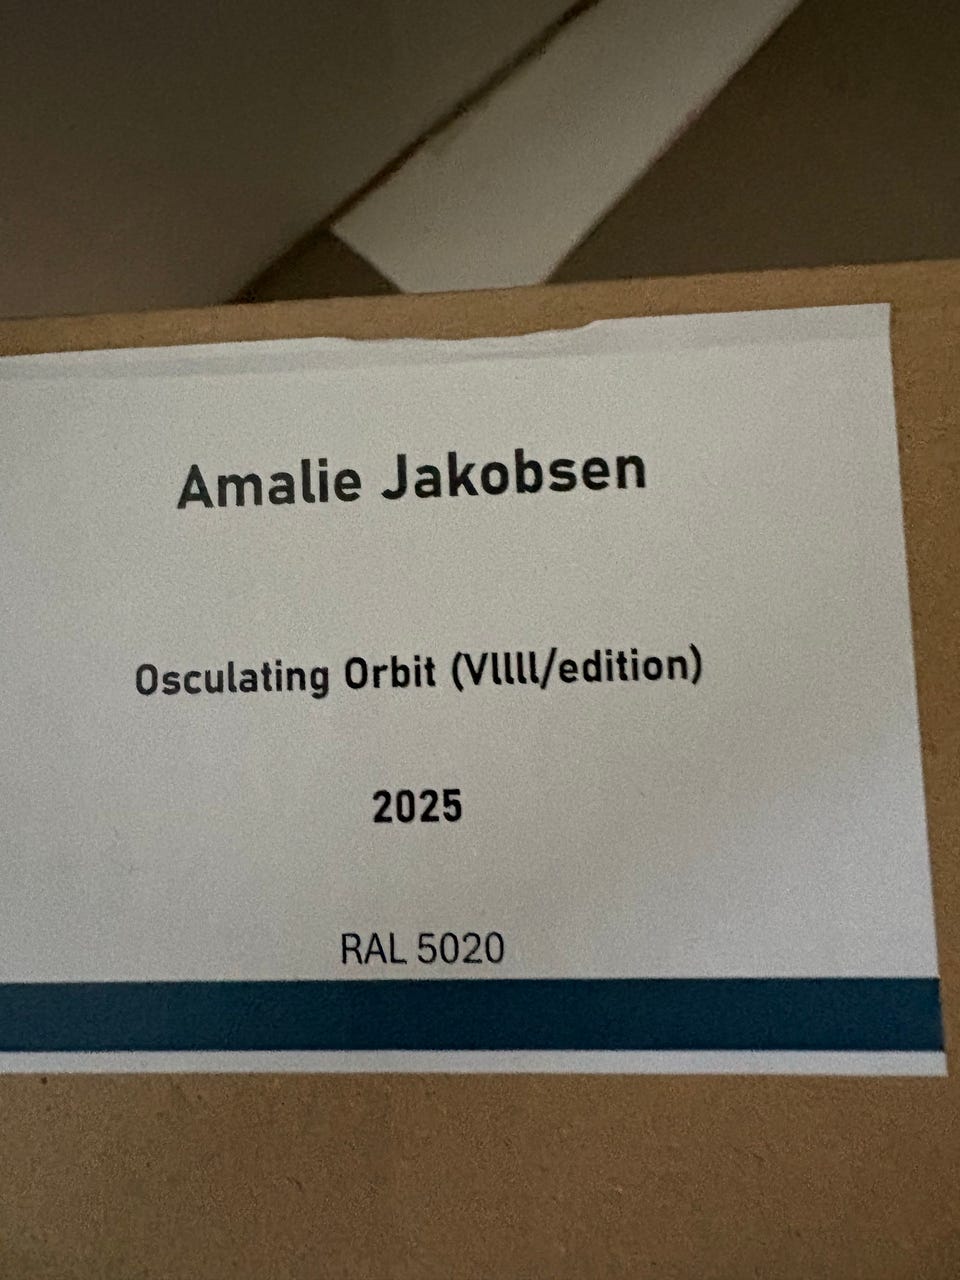 Amalie Jakobsen
Osculating Orbit (VIIII/edition)
2025
RAL 5020